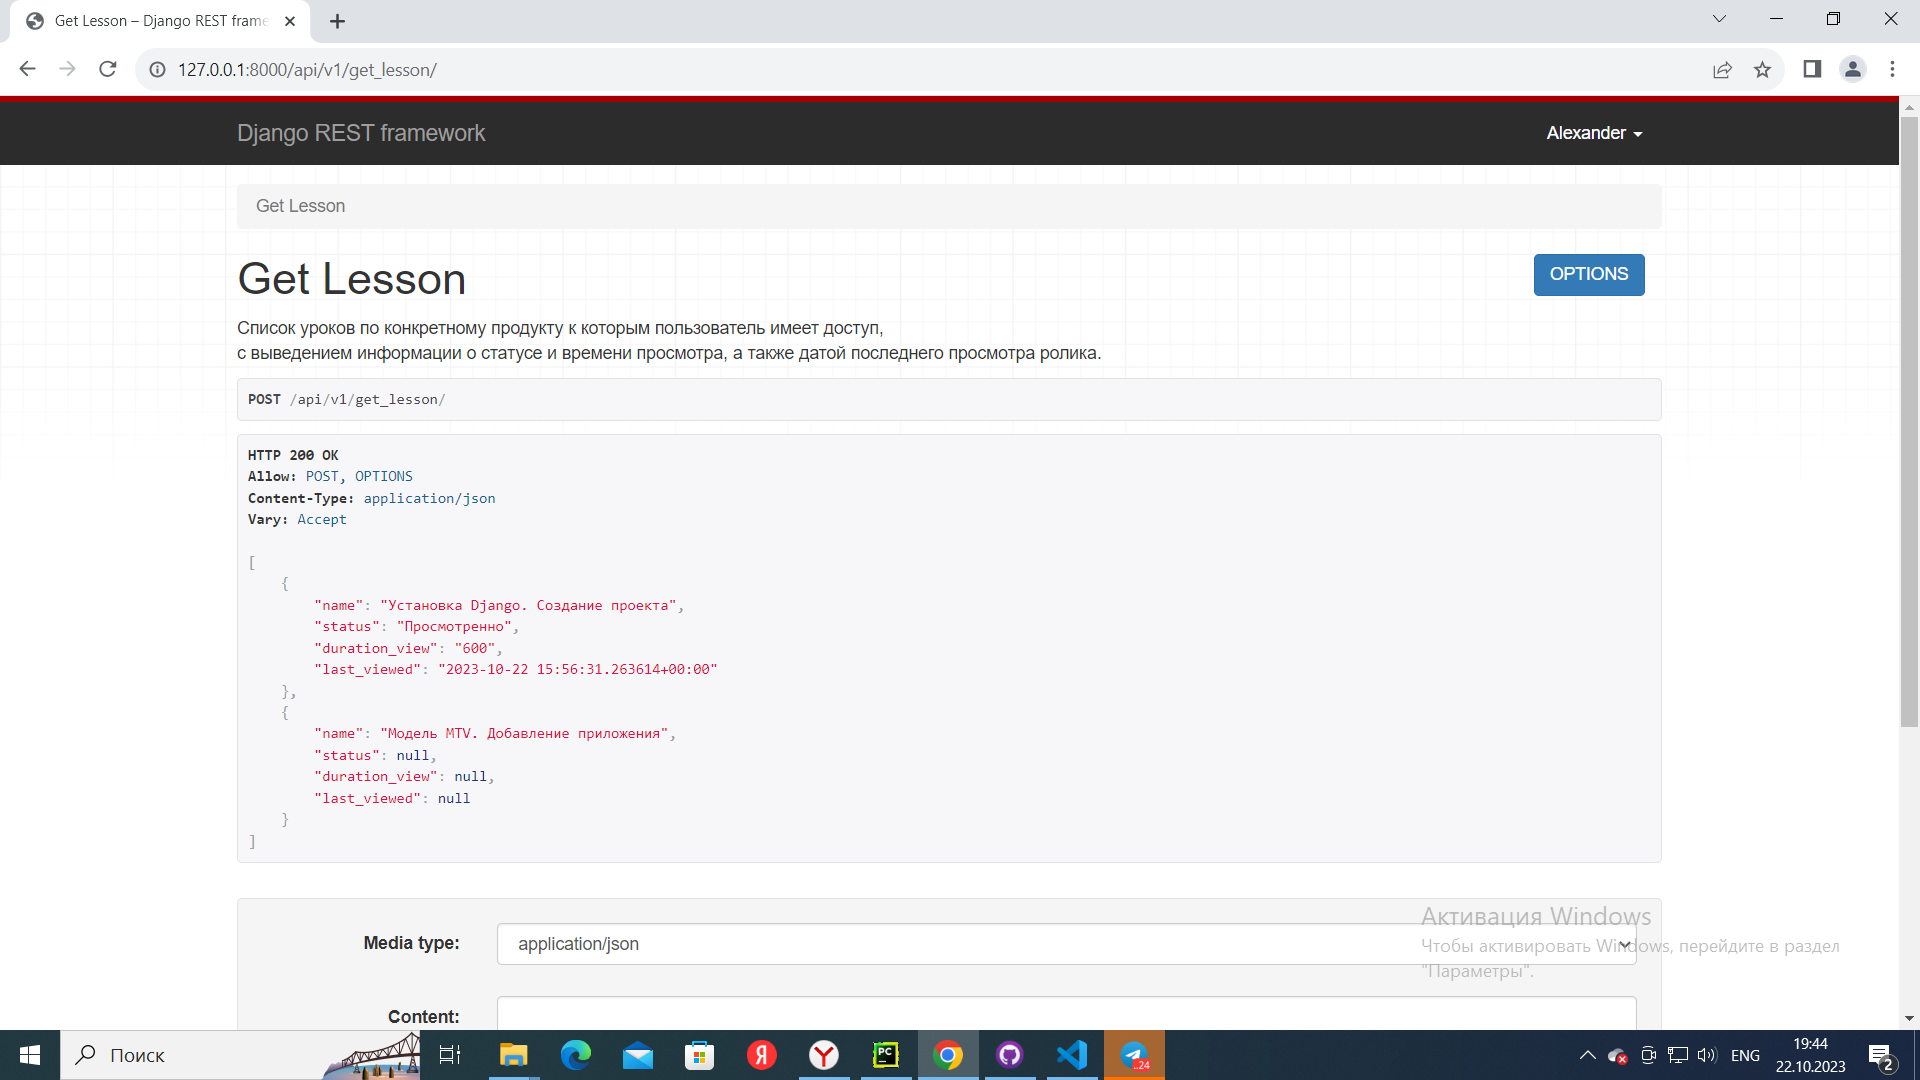 Get Lesson – Django REST frame
127.0.0.1:8000/api/v1/get_lesson/
Django REST framework
Alexander
Get Lesson
Get Lesson
OPTIONS
Список уроков по конкретному продукту к которым пользователь имеет доступ,
с выведением информации о статусе и времени просмотра, а также датой последнего просмотра ролика.
POST /api/v1/get_lesson/
HTTP 200 OK
Allow: POST, OPTIONS
Content-Type: application/json
Vary: Accept
[
{
"name": "Установка Django. Создание проекта",
"status": "Просмотренно",
"duration_view": "600",
"last_viewed": "2023-10-22 15:56:31.263614+00:00"
},
{
"name": "Модель MTV. Добавление приложения",
"status": null,
"duration_view": null,
"last_viewed": null
}
]
Media type:
application/json
Активация Windows
Чтобы активировать Windows, перейдите в раздел
"Параметры".
Content:
Поиск
Я
Y
PC
..24
ENG
19:44
22.10.2023
2